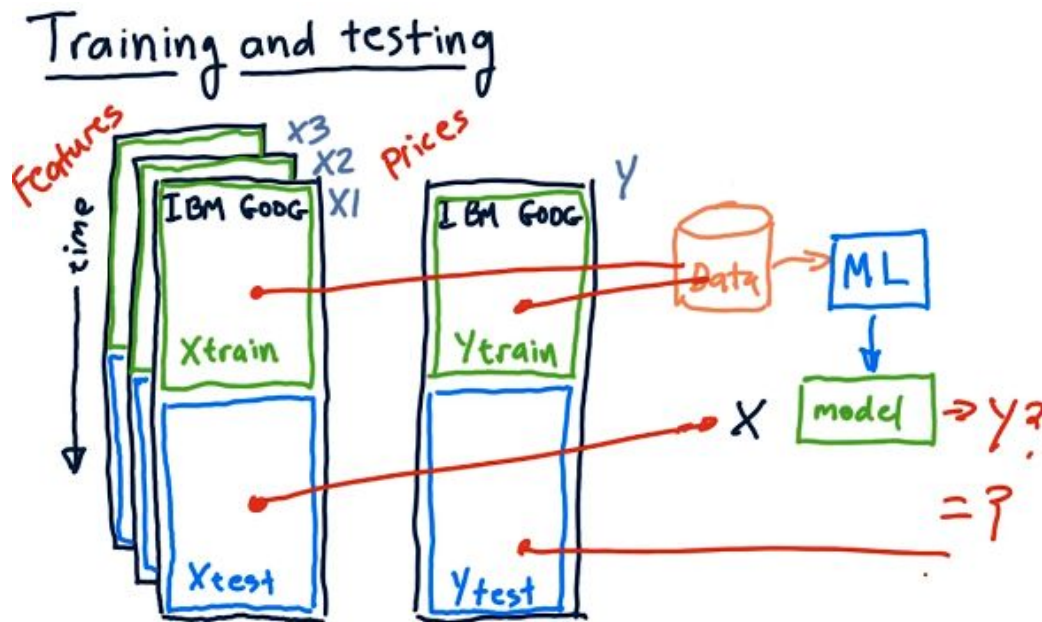 Training and testing
Features
X3
X2
X1
Prices
Y
time
IBM GOOG
IBM GOOG
Data
ML
Xtrain
Ytrain
X
model
Y?
= ?
Xtest
Ytest